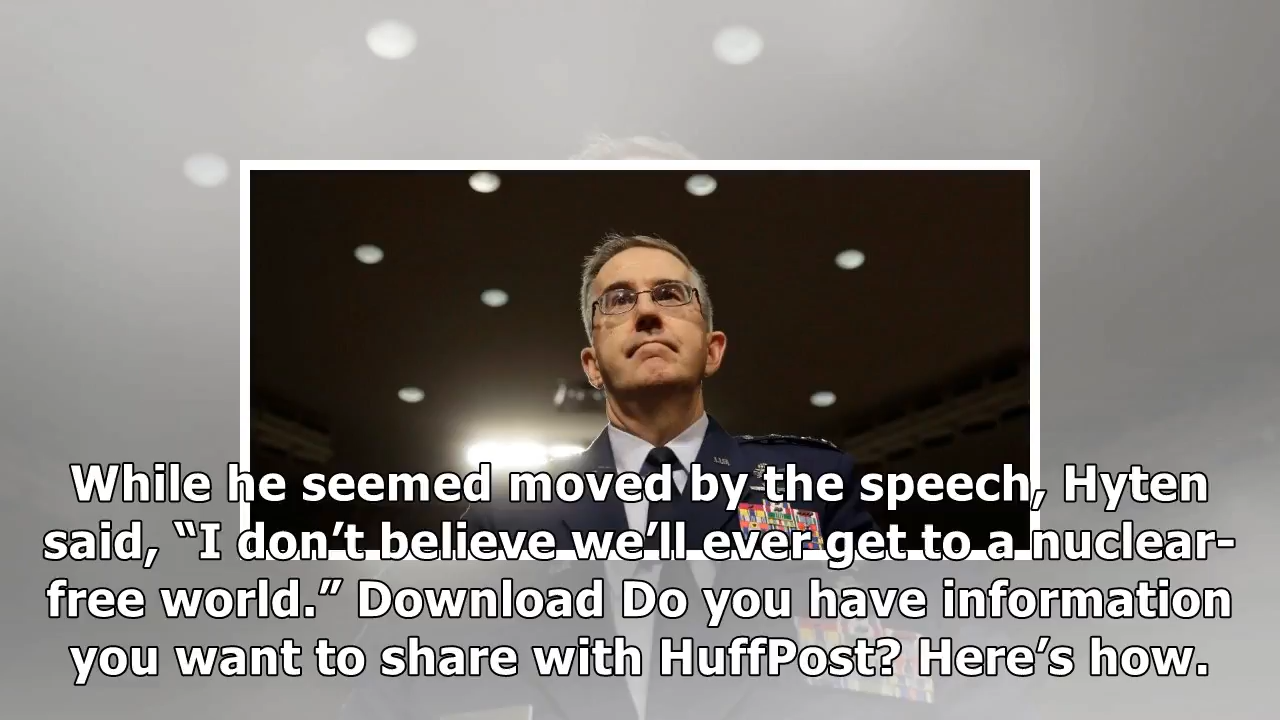 While he seemed moved by the speech, Hyten
said, “I don’t believe we’ll ever get to a nuclear-
free world.” Download Do you have information
you want to share with HuffPost? Here’s how.